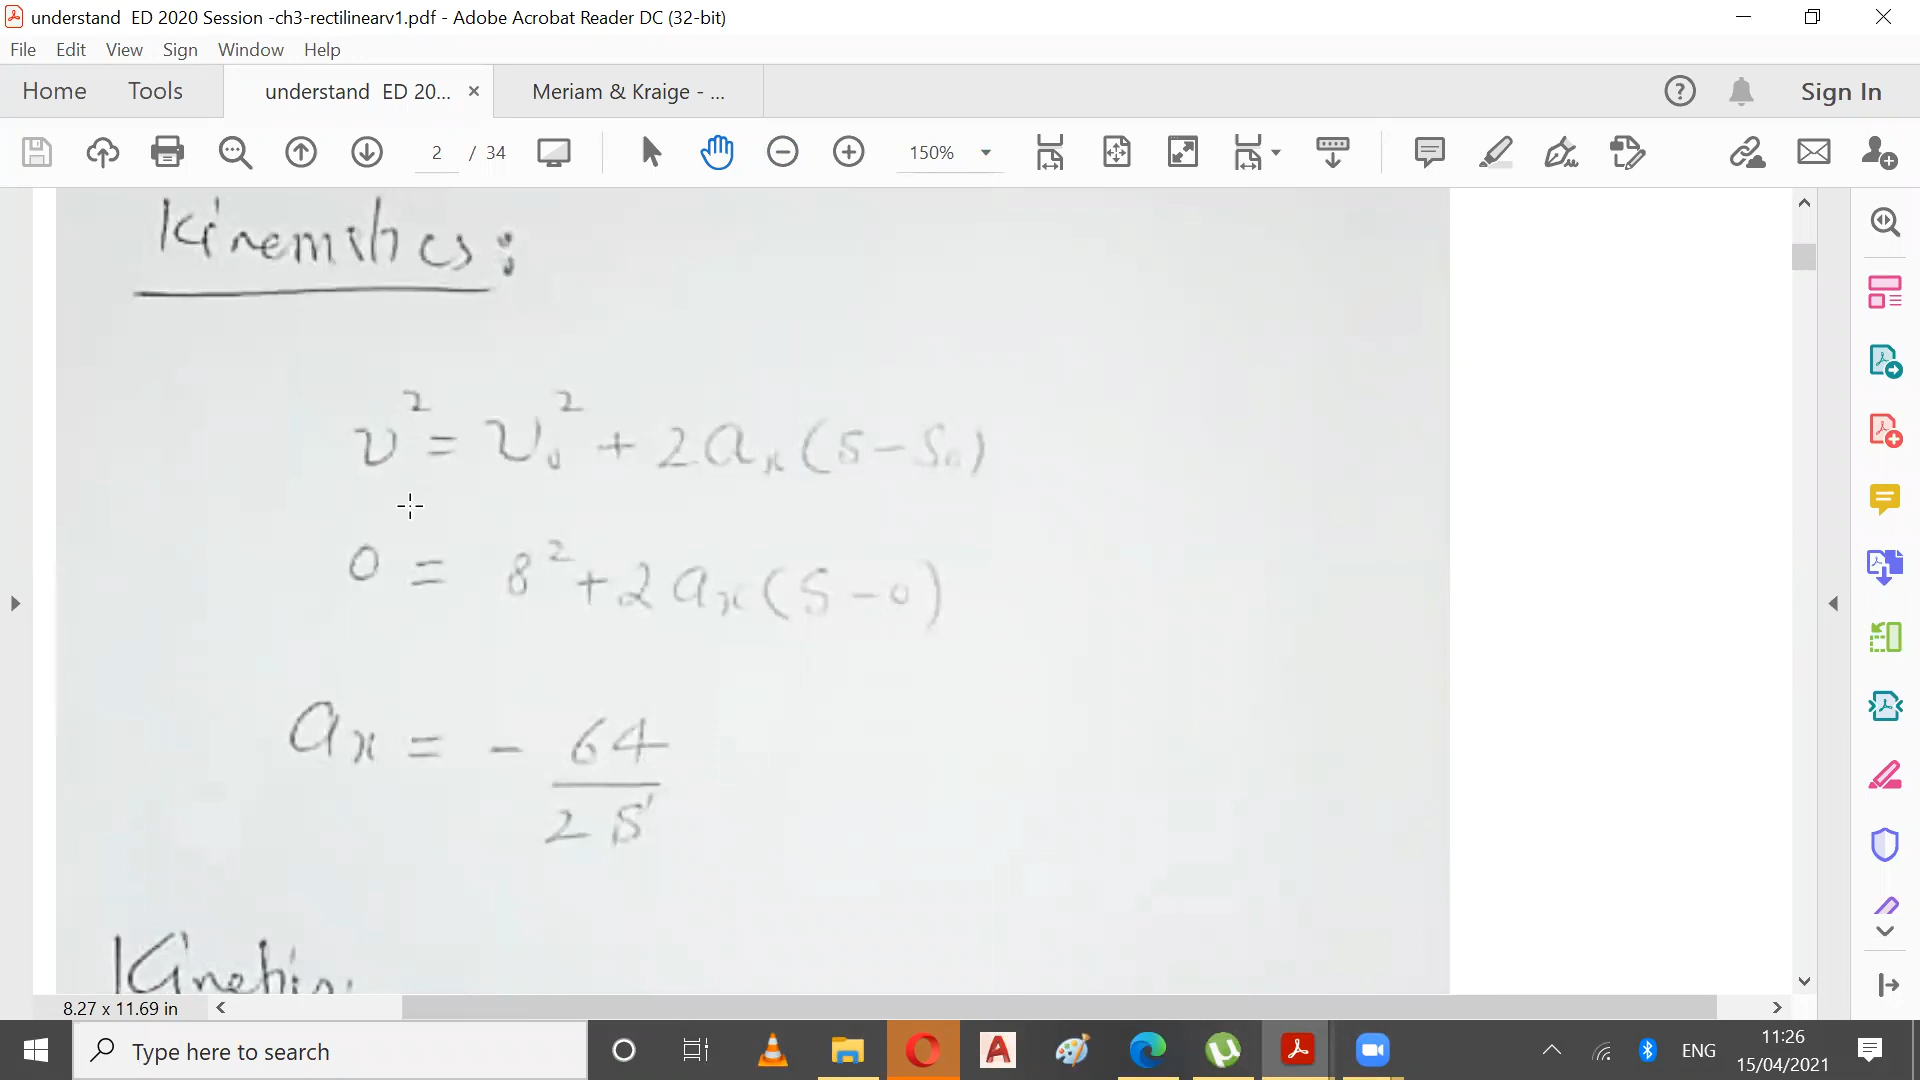 understand ED 2020 Session -ch3-rectilinearv1.pdf - Adobe Acrobat Reader DC (32-bit)
File Edit View Sign Window Help
Home Tools understand ED 20... × Meriam & Kraige - ... Sign In
2 / 34 150%
Kinematics:
v² = v₀² + 2aₓ(s-s₀)
0 = 8² + 2aₓ(s-0)
aₓ = - 64
2 s
Kinetics:
8.27 x 11.69 in
Type here to search
ENG
11:26
15/04/2021